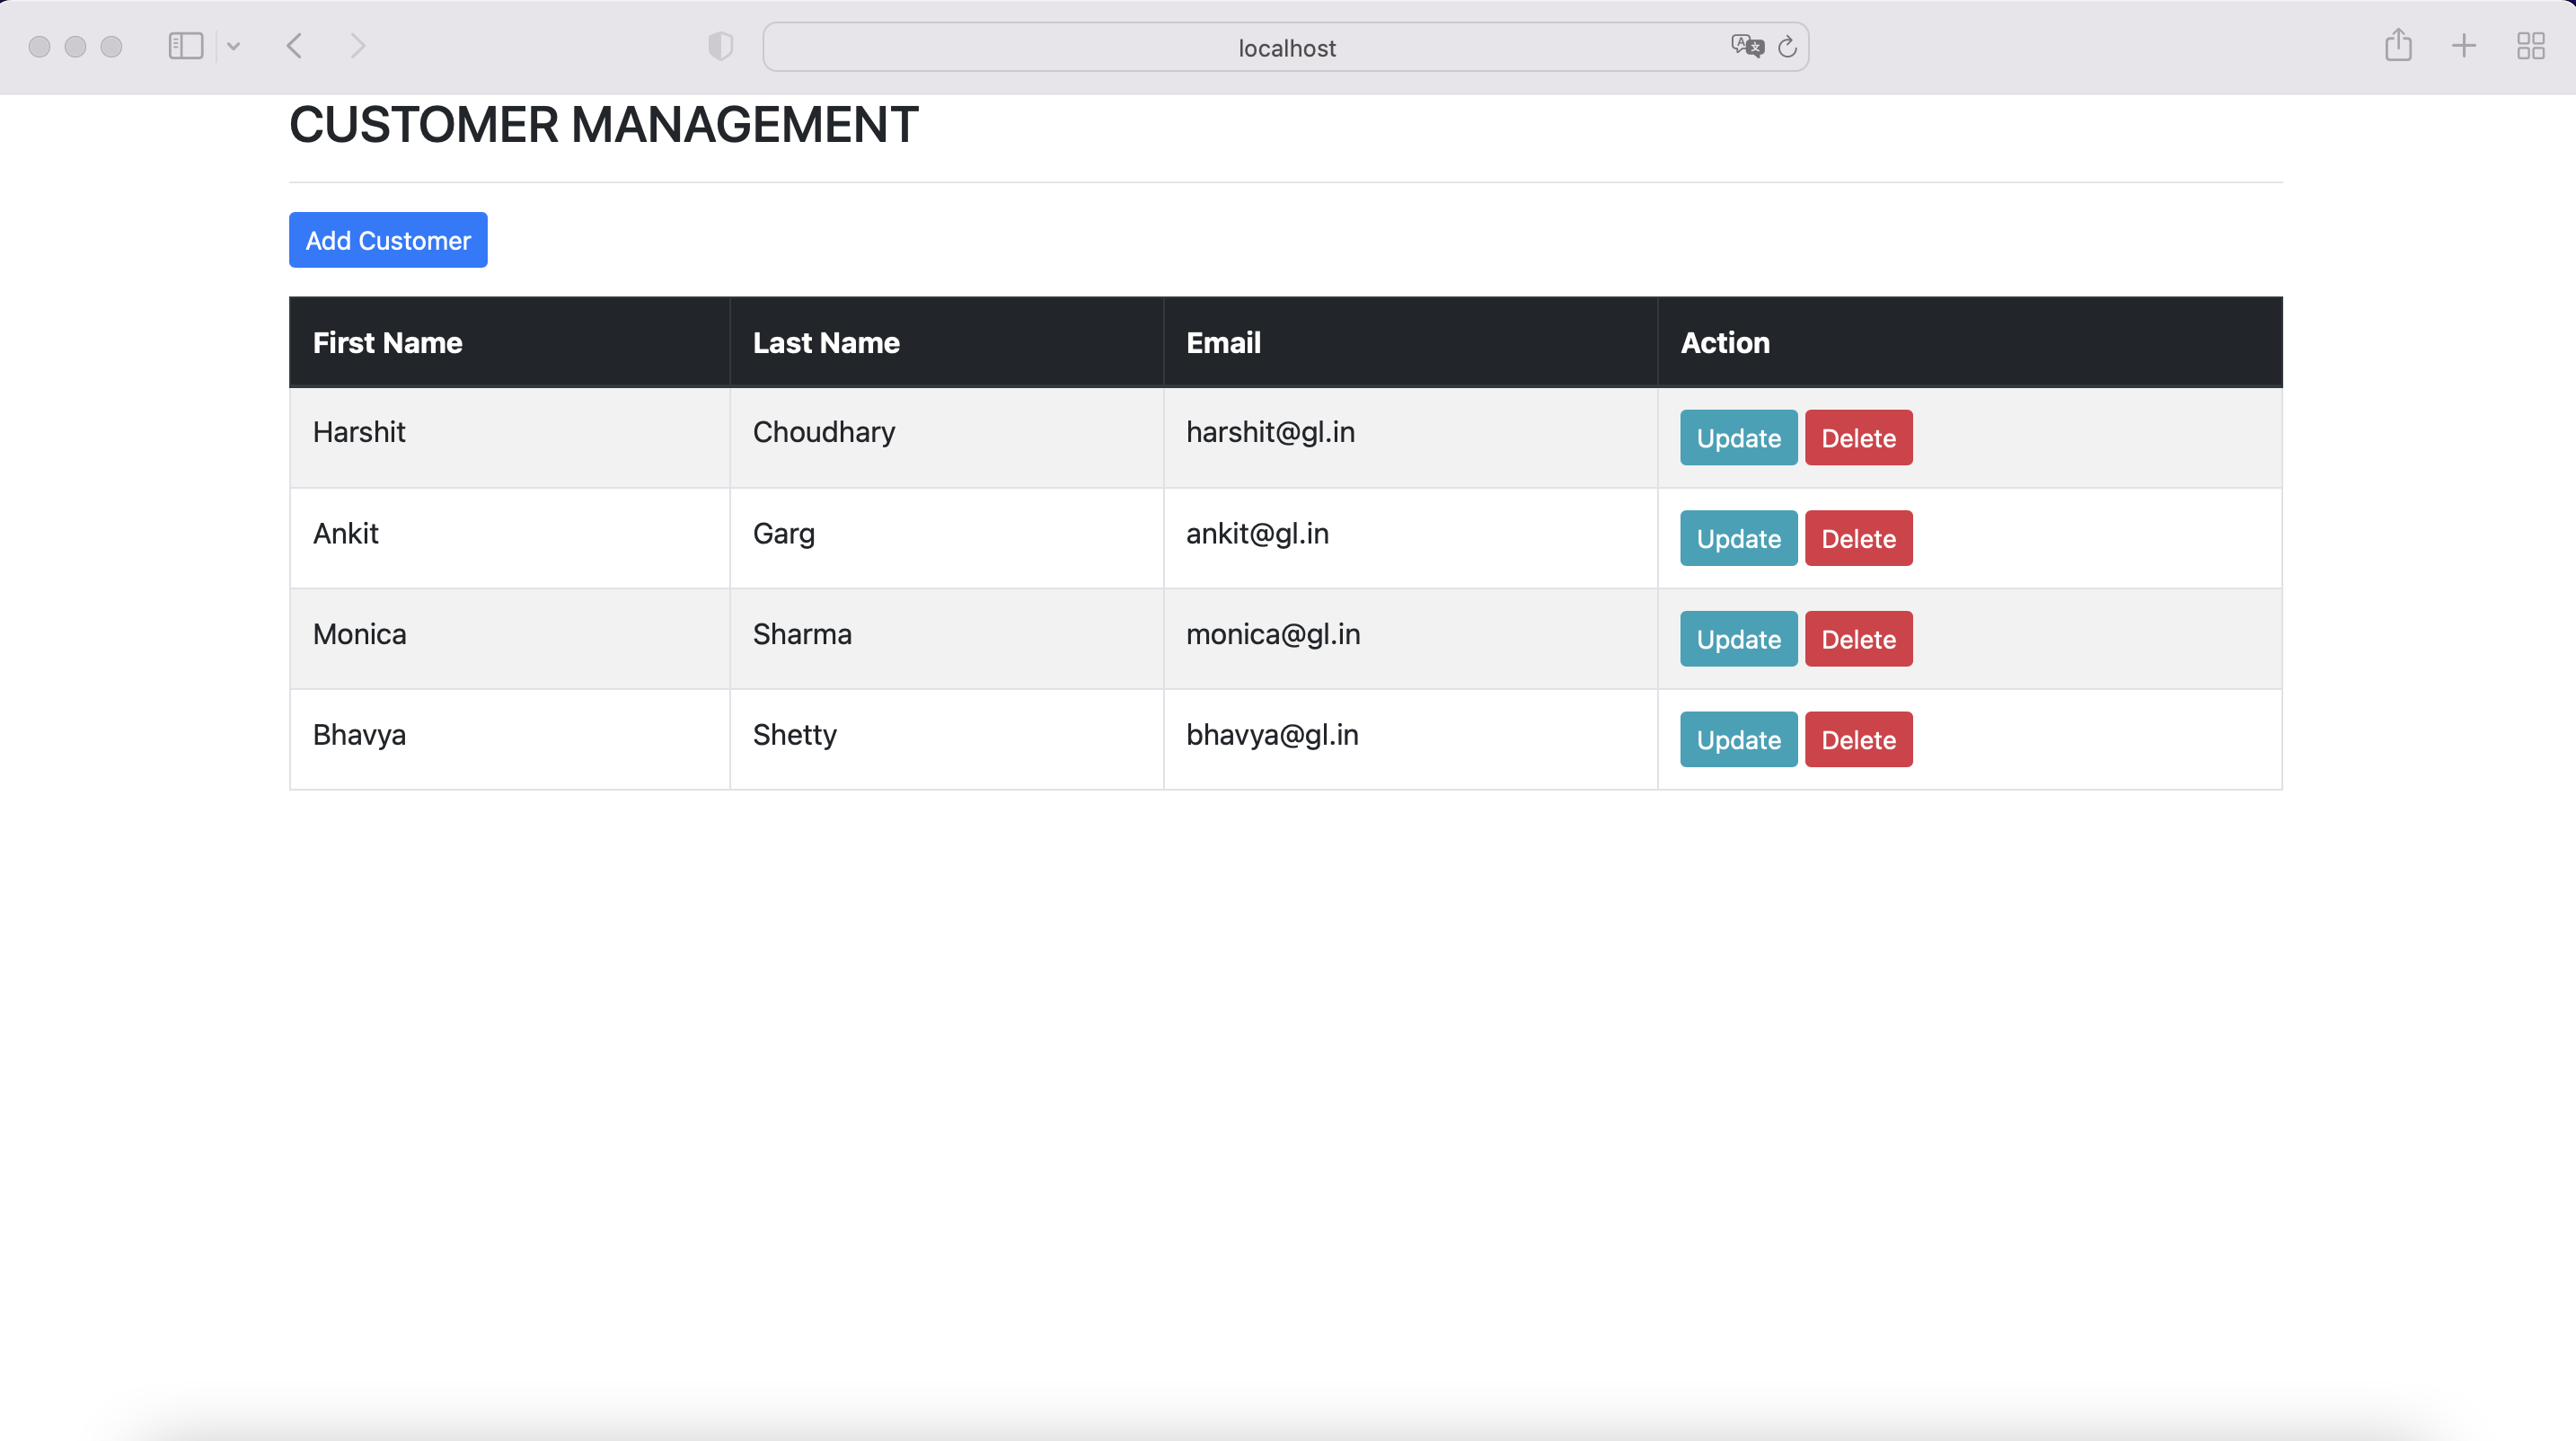 localhost
CUSTOMER MANAGEMENT
Add Customer
First Name Last Name Email Action
Harshit Choudhary harshit@gl.in Update Delete
Ankit Garg ankit@gl.in Update Delete
Monica Sharma monica@gl.in Update Delete
Bhavya Shetty bhavya@gl.in Update Delete